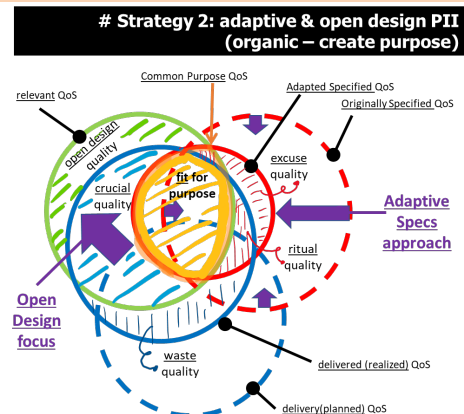 # Strategy 2: adaptive & open design PII
(organic – create purpose)
Common Purpose QoS
relevant QoS
Adapted Specified QoS
Originally Specified QoS
open design
quality
excuse
quality
crucial
quality
fit for
purpose
Adaptive
Specs
approach
ritual
quality
Open
Design
focus
waste
quality
delivered (realized) QoS
delivery(planned) QoS